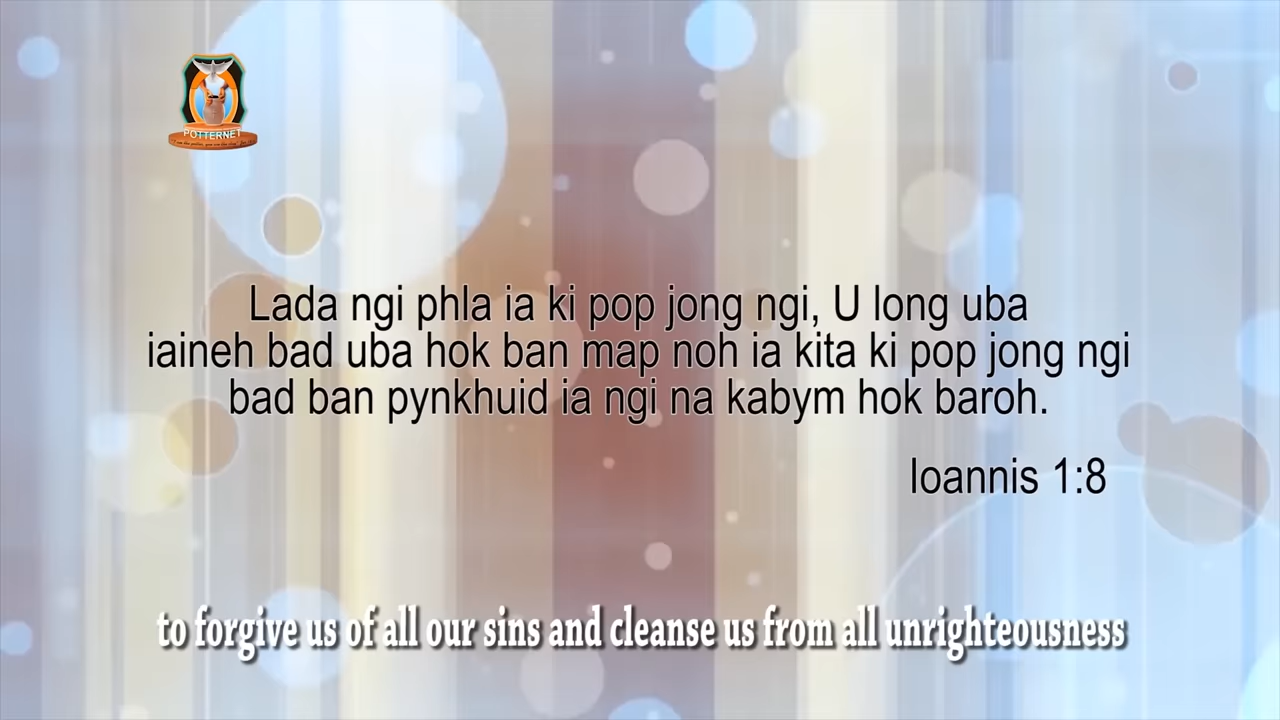 POTTERNET
Lada ngi phla ia ki pop jong ngi, U long uba
iaineh bad uba hok ban map noh ia kita ki pop jong ngi
bad ban pynkhuid ia ngi na kabym hok baroh.
Ioannis 1:8
to forgive us of all our sins and cleanse us from all unrighteousness